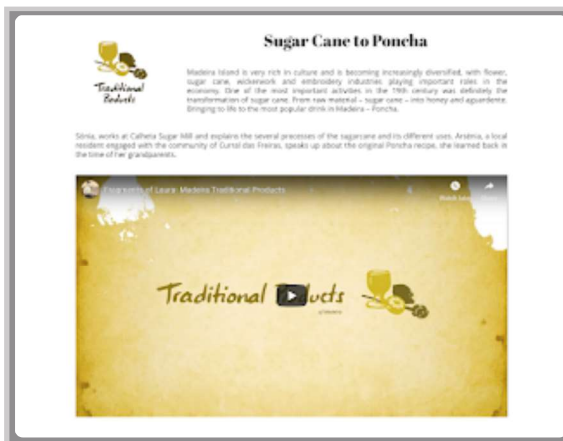 Sugar Cane to Poncha
Traditional
Products
Madeira Island is very rich in culture and is becoming increasingly diversified, with flower,
sugar cane, wickerwork and embroidery industries playing important roles in the
economy. One of the most important activities in the 19th century was definitely the
transformation of sugar cane. From raw material – sugar cane – into honey and aguardente.
Bringing to life to the most popular drink in Madeira – Poncha.
Sónia, works at Calheta Sugar Mill and explains the several processes of the sugarcane and its different uses. Arsénia, a local
resident engaged with the community of Curral das Freiras, speaks up about the original Poncha recipe, she learned back in
the time of her grandparents.
Fragments of Laura: Madeira Traditional Products
Watch later
Traditional